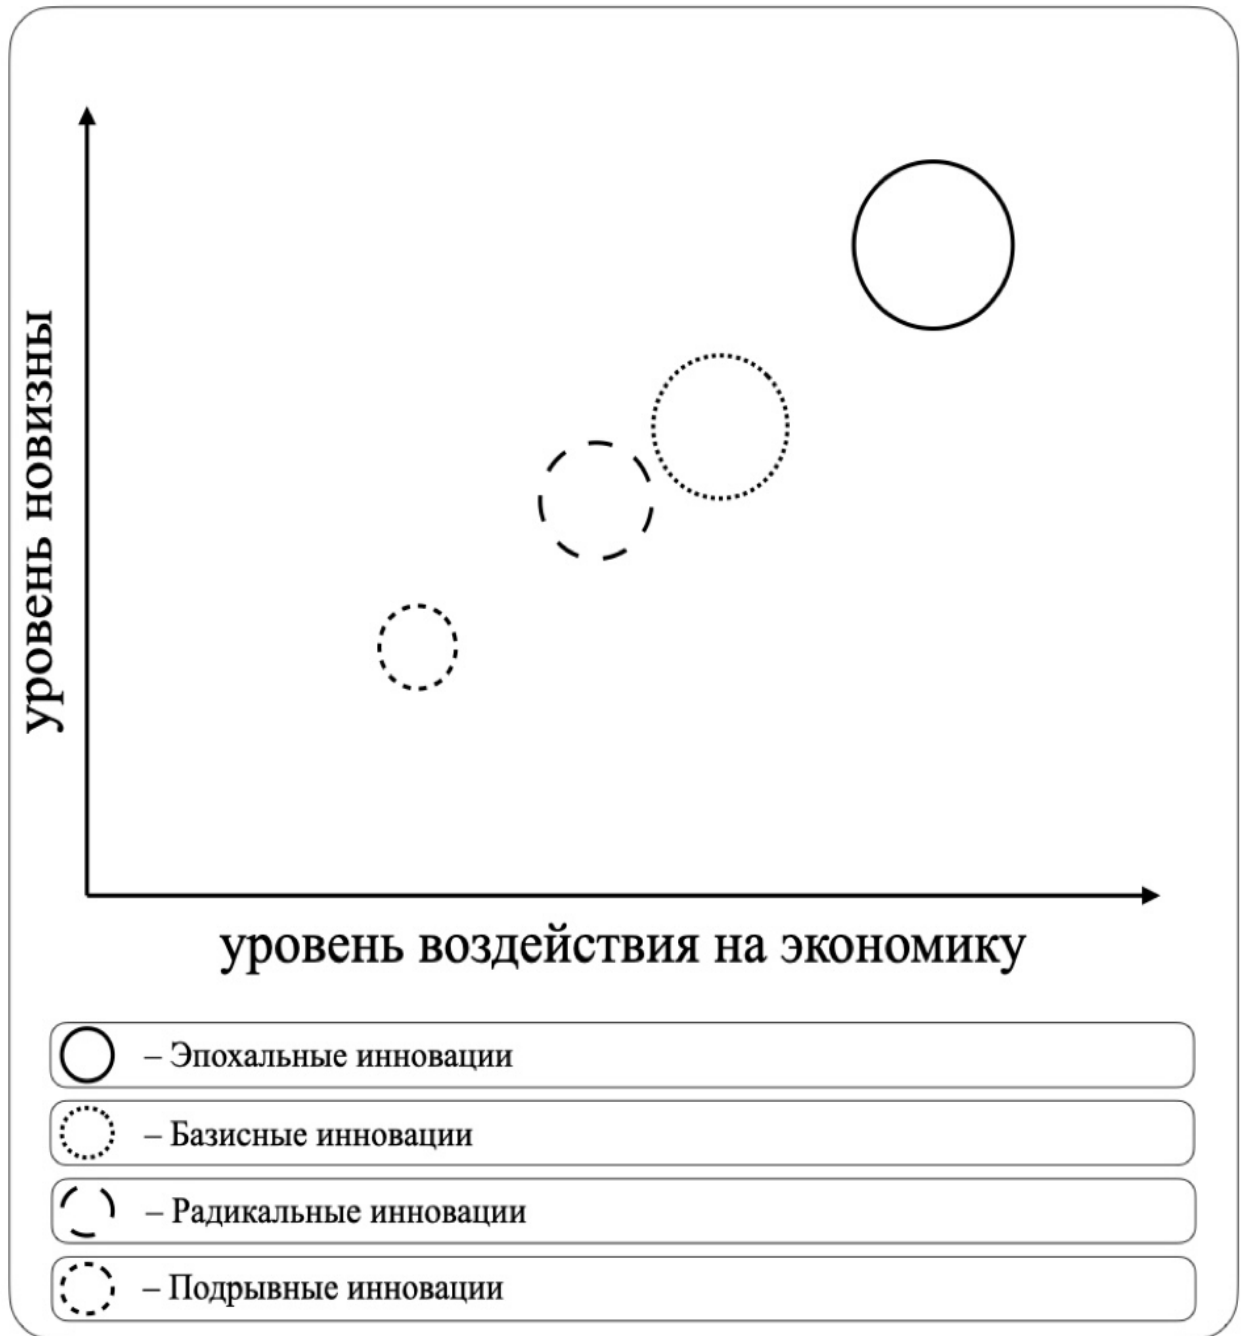 уровень новизны
уровень воздействия на экономику
– Эпохальные инновации
– Базисные инновации
– Радикальные инновации
– Подрывные инновации